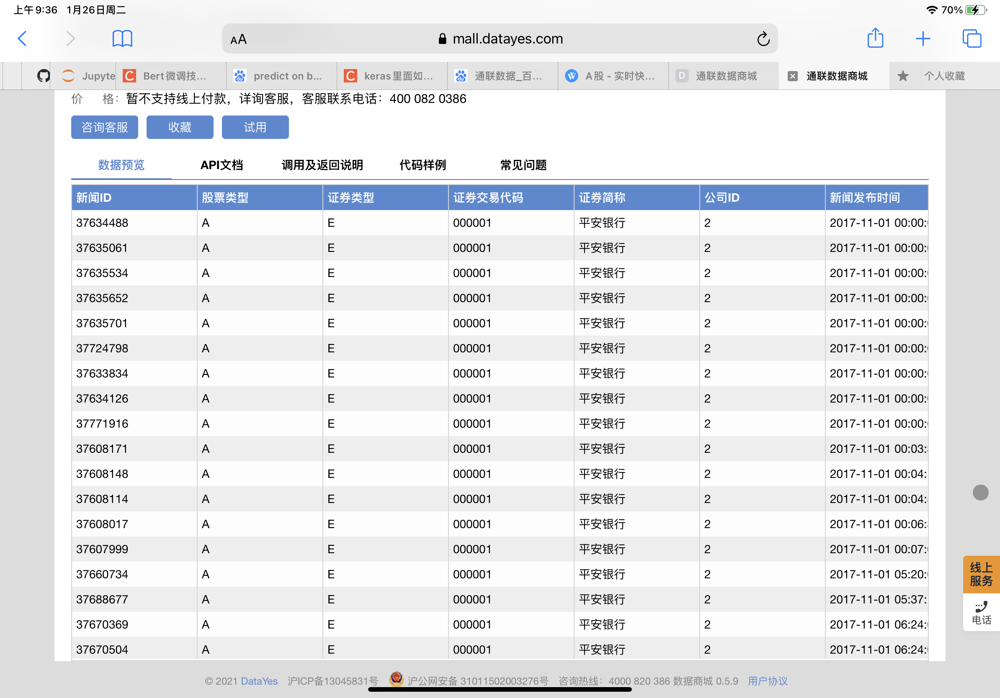 上午9:36 1月26日周二 70%
AA mall.datayes.com
Jupyte Bert微调技... predict on b... keras里面如... 通联数据_百... A股 - 实时快... D 通联数据商城 通联数据商城 个人收藏
价 格：暂不支持线上付款，详询客服，客服联系电话：400 082 0386
咨询客服 收藏 试用
数据预览 API文档 调用及返回说明 代码样例 常见问题
新闻ID 股票类型 证券类型 证券交易代码 证券简称 公司ID 新闻发布时间
37634488 A E 000001 平安银行 2 2017-11-01 00:00:
37635061 A E 000001 平安银行 2 2017-11-01 00:00:
37635534 A E 000001 平安银行 2 2017-11-01 00:00:
37635652 A E 000001 平安银行 2 2017-11-01 00:00:
37635701 A E 000001 平安银行 2 2017-11-01 00:00:
37724798 A E 000001 平安银行 2 2017-11-01 00:00:
37633834 A E 000001 平安银行 2 2017-11-01 00:00:
37634126 A E 000001 平安银行 2 2017-11-01 00:00:
37771916 A E 000001 平安银行 2 2017-11-01 00:00:
37608171 A E 000001 平安银行 2 2017-11-01 00:03:
37608148 A E 000001 平安银行 2 2017-11-01 00:04:
37608114 A E 000001 平安银行 2 2017-11-01 00:04:
37608017 A E 000001 平安银行 2 2017-11-01 00:06:
37607999 A E 000001 平安银行 2 2017-11-01 00:07:
37660734 A E 000001 平安银行 2 2017-11-01 05:20:
37688677 A E 000001 平安银行 2 2017-11-01 05:37:
37670369 A E 000001 平安银行 2 2017-11-01 06:24:
37670504 A E 000001 平安银行 2 2017-11-01 06:24:
线上
服务
电话
© 2021 DataYes 沪ICP备13045831号 沪公网安备 31011502003276号 咨询热线：4000 820 386 数据商城 0.5.9 用户协议